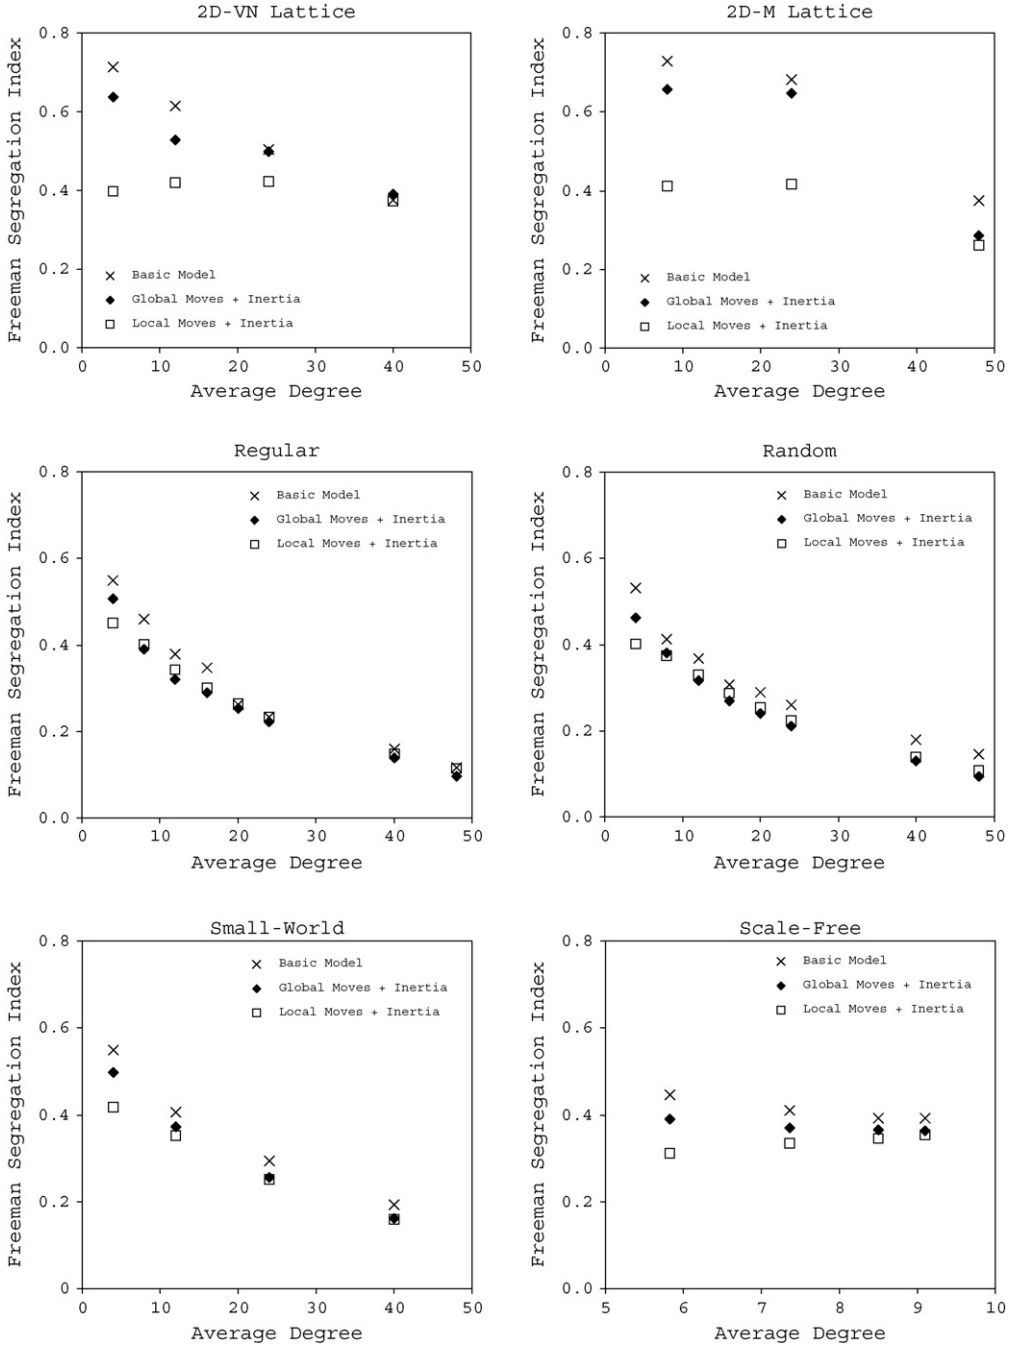 2D-VN Lattice
Freeman Segregation Index
0.8
0.6
0.4
0.2
0.0
Basic Model
Global Moves + Inertia
Local Moves + Inertia
0 10 20 30 40 50
Average Degree
2D-M Lattice
Freeman Segregation Index
0.8
0.6
0.4
0.2
0.0
Basic Model
Global Moves + Inertia
Local Moves + Inertia
0 10 20 30 40 50
Average Degree
Regular
Freeman Segregation Index
0.8
0.6
0.4
0.2
0.0
Basic Model
Global Moves + Inertia
Local Moves + Inertia
0 10 20 30 40 50
Average Degree
Random
Freeman Segregation Index
0.8
0.6
0.4
0.2
0.0
Basic Model
Global Moves + Inertia
Local Moves + Inertia
0 10 20 30 40 50
Average Degree
Small-World
Freeman Segregation Index
0.8
0.6
0.4
0.2
0
Basic Model
Global Moves + Inertia
Local Moves + Inertia
0 10 20 30 40 50
Average Degree
Scale-Free
Freeman Segregation Index
0.8
0.6
0.4
0.2
0.0
Basic Model
Global Moves + Inertia
Local Moves + Inertia
5 6 7 8 9 10
Average Degree